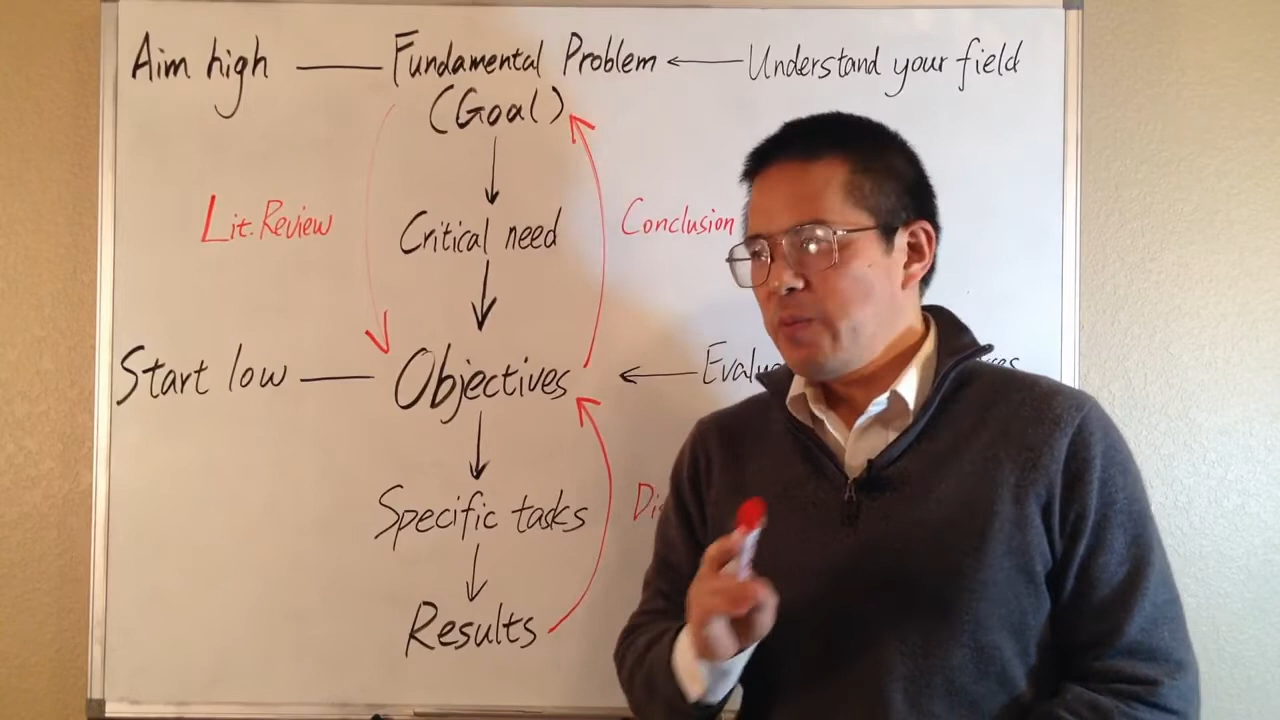 Aim high Fundamental Problem Understand your field
(Goal)
Lit. Review Critical need Conclusion
Start low Objectives
Specific tasks
Results